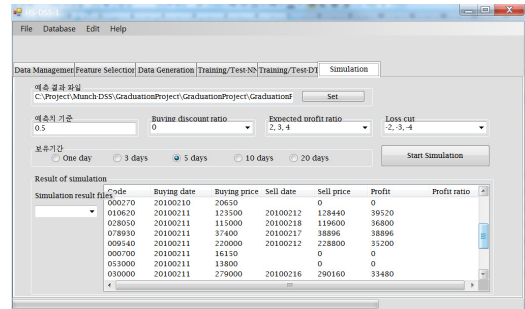 HS-DSS-1
File Database Edit Help
Data Managemer Feature Selection Data Generation Training/Test-NN Training/Test-DT Simulation
예측 결과 파일
C:\Project\Munch-DSS\GraduationProject\GraduationProject\GraduationF Set
예측치 기준 Buying discount ratio Expected profit ratio Loss cut
0.5 0 2, 3, 4 -2, -3, -4
보유기간
One day 3 days 5 days 10 days 20 days Start Simulation
Result of simulation
Simulation result files
Code Buying date Buying price Sell date Sell price Profit Profit ratio
000270 20100210 20650 0 0
010620 20100211 123500 20100212 128440 39520
028050 20100211 115000 20100218 119600 36800
078930 20100211 37400 20100217 38896 38896
009540 20100211 220000 20100212 228800 35200
000700 20100211 16150 0 0
053000 20100211 13800 0 0
030000 20100211 279000 20100216 290160 33480